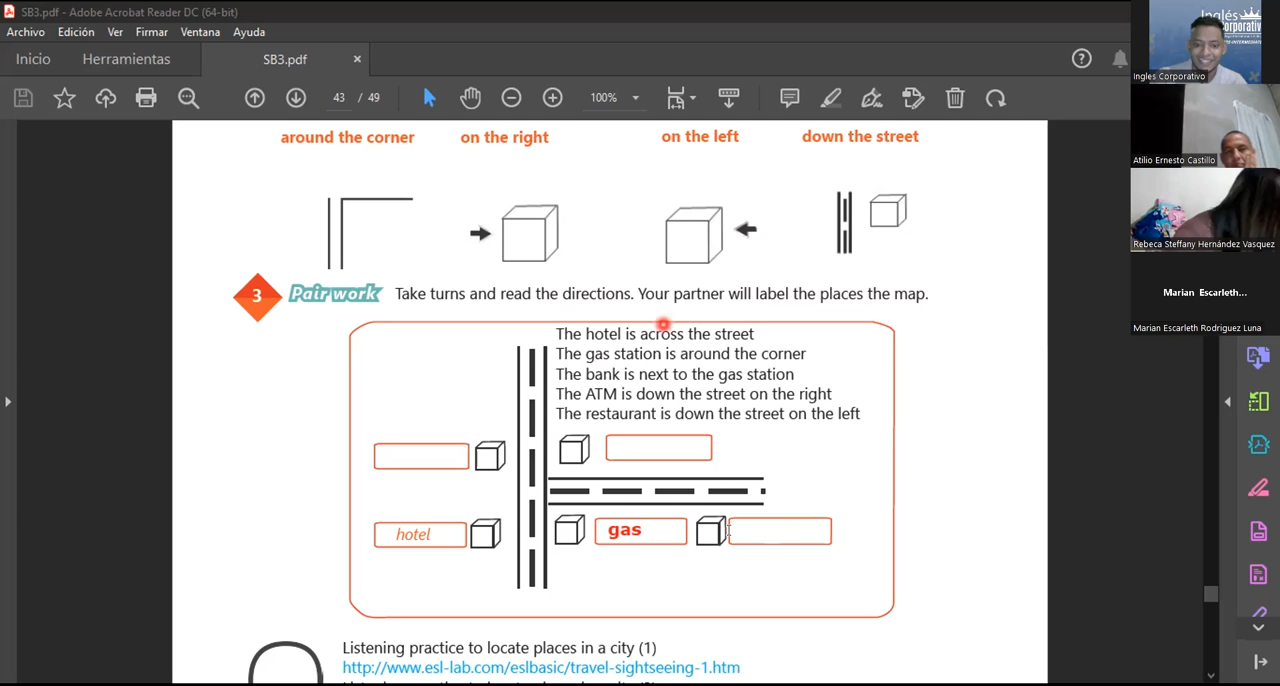 SB3.pdf - Adobe Acrobat Reader DC (64-bit)
Archivo Edición Ver Firmar Ventana Ayuda
Inicio Herramientas SB3.pdf ×
43 / 49 100%
around the corner on the right on the left down the street
3 Pair work Take turns and read the directions. Your partner will label the places the map.
The hotel is across the street
The gas station is around the corner
The bank is next to the gas station
The ATM is down the street on the right
The restaurant is down the street on the left
hotel gas
Listening practice to locate places in a city (1)
http://www.esl-lab.com/eslbasic/travel-sightseeing-1.htm
Inglés
Corporativo
Ingles Corporativo
Atilio Ernesto Castillo
Rebeca Steffany Hernández Vasquez
Marian Escarleth...
Marian Escarleth Rodriguez Luna